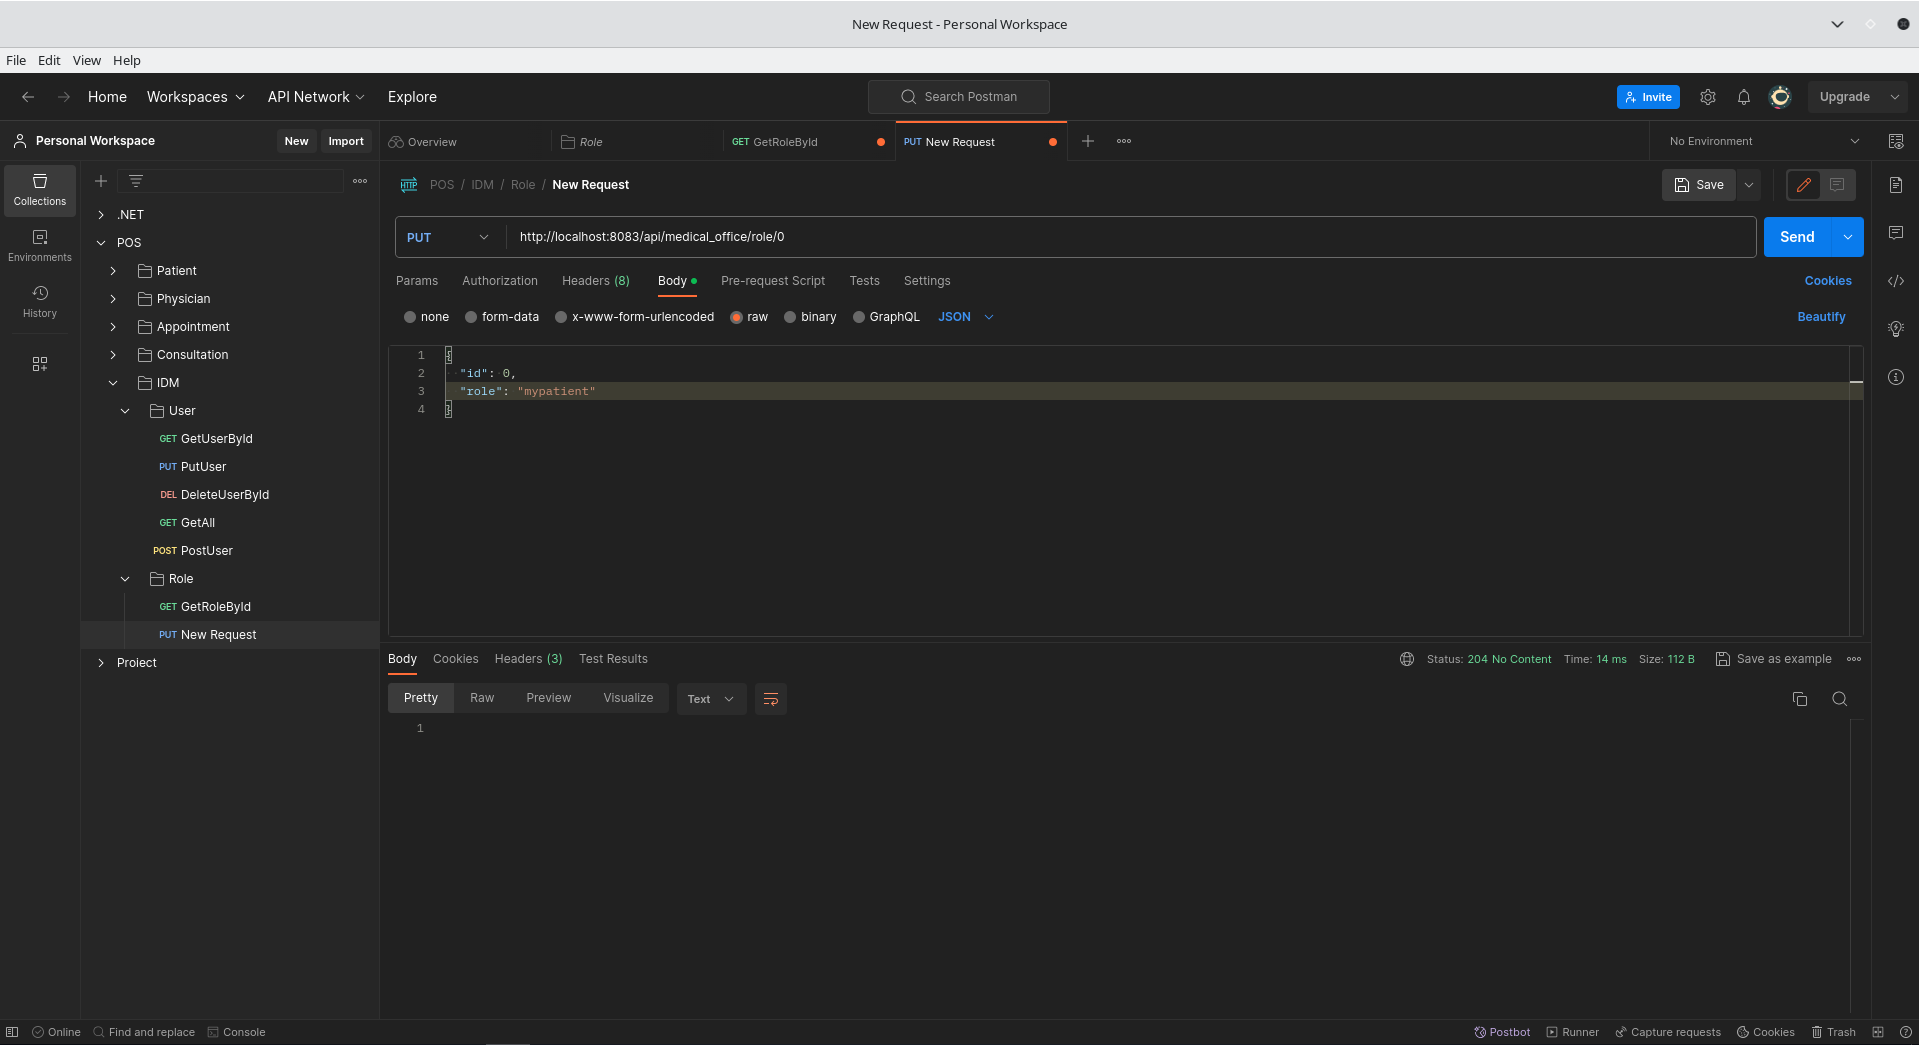 New Request - Personal Workspace
File Edit View Help
Home Workspaces API Network Explore Search Postman Invite Upgrade
Personal Workspace New Import Overview Role GET GetRoleById PUT New Request No Environment
Collections
Environments
History
.NET
POS
Patient
Physician
Appointment
Consultation
IDM
User
GET GetUserById
PUT PutUser
DEL DeleteUserById
GET GetAll
POST PostUser
Role
GET GetRoleById
PUT New Request
Proiect
HTTP POS / IDM / Role / New Request Save
PUT http://localhost:8083/api/medical_office/role/0 Send
Params Authorization Headers (8) Body Pre-request Script Tests Settings Cookies
none form-data x-www-form-urlencoded raw binary GraphQL JSON Beautify
1 {
2 "id": 0,
3 "role": "mypatient"
4 }
Body Cookies Headers (3) Test Results Status: 204 No Content Time: 14 ms Size: 112 B Save as example
Pretty Raw Preview Visualize Text
1
Online Find and replace Console Postbot Runner Capture requests Cookies Trash